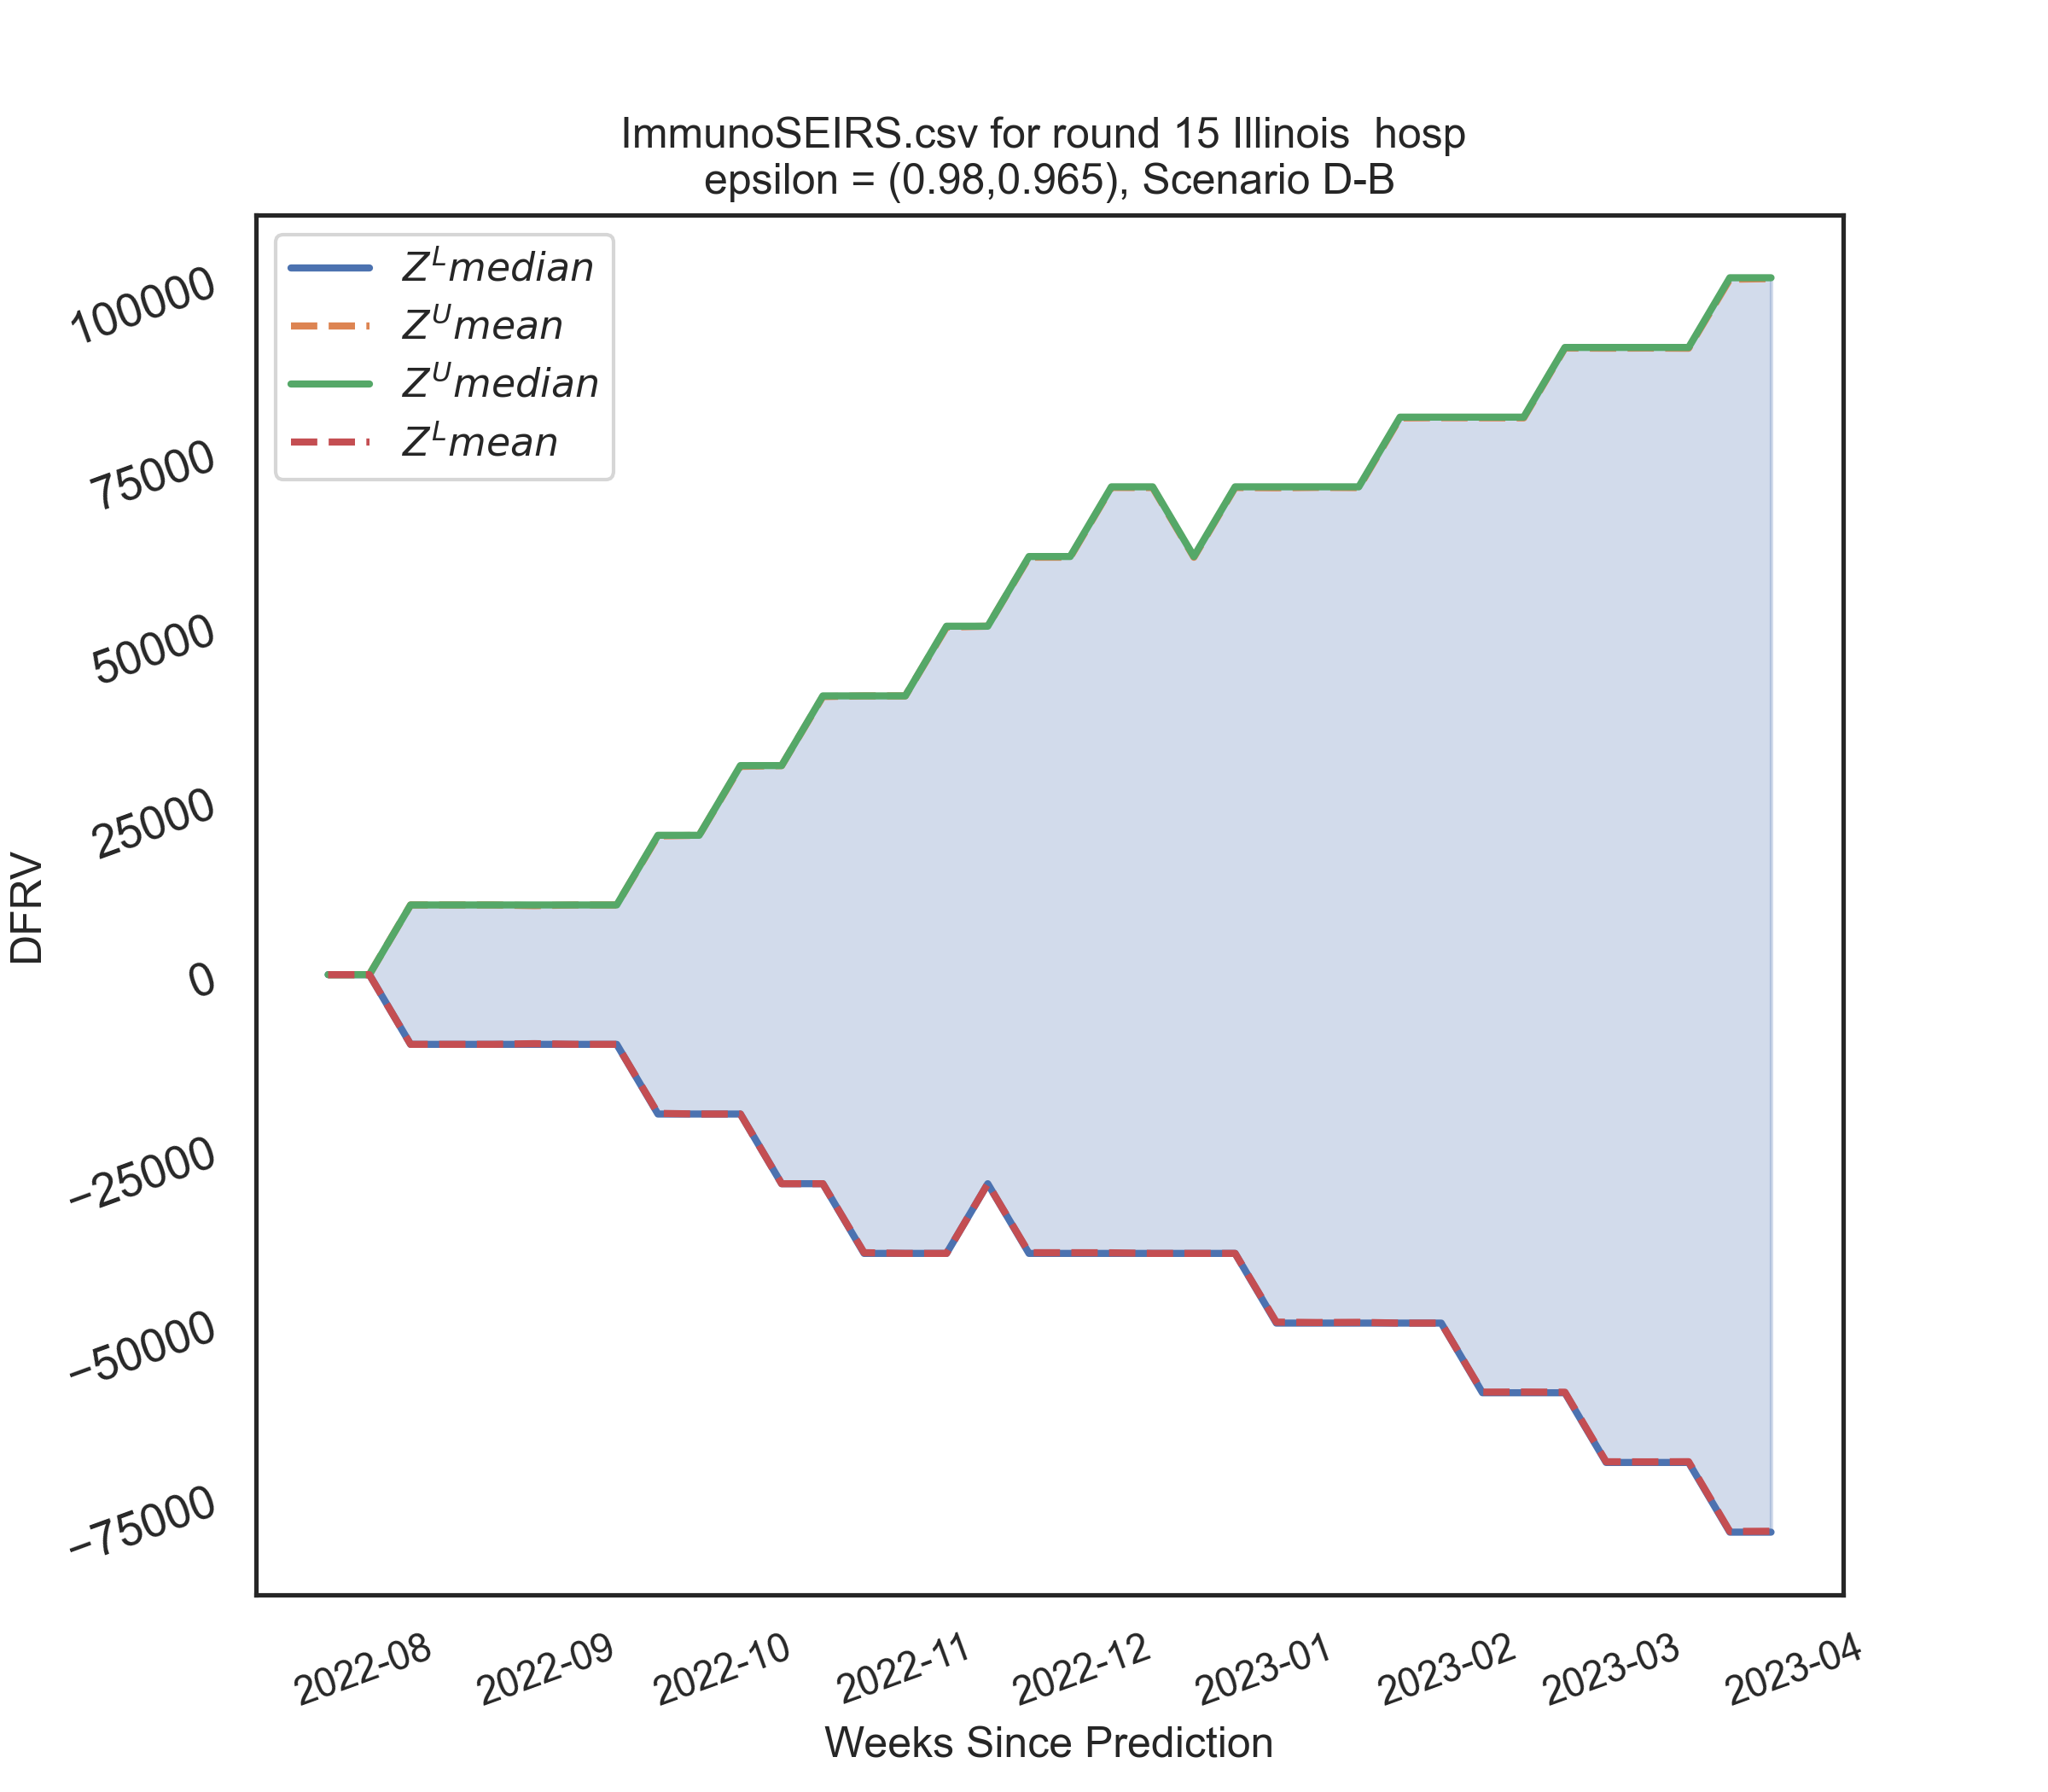 ImmunoSEIRS.csv for round 15 Illinois  hosp
epsilon = (0.98,0.965), Scenario D-B
Z^L median
Z^U mean
Z^U median
Z^L mean
100000
75000
50000
25000
0
−25000
−50000
−75000
DFRV
2022-08
2022-09
2022-10
2022-11
2022-12
2023-01
2023-02
2023-03
2023-04
Weeks Since Prediction